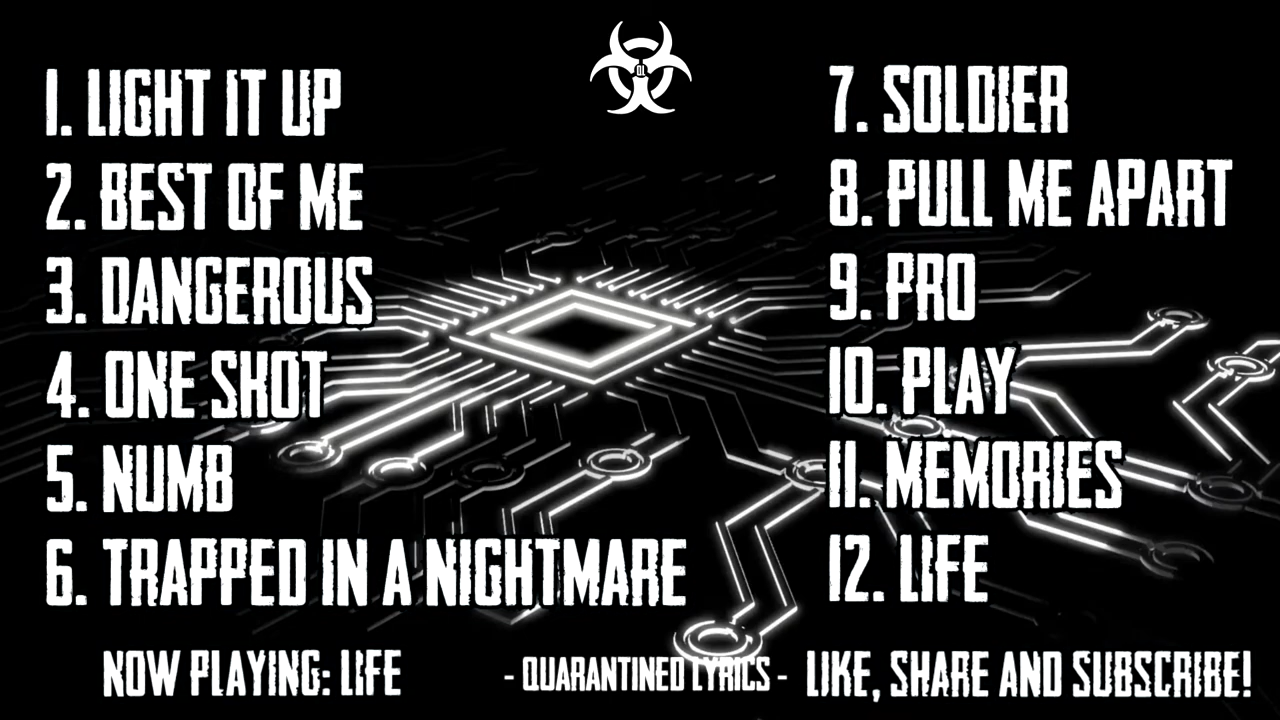 1. LIGHT IT UP
2. BEST OF ME
3. DANGEROUS
4. ONE SHOT
5. NUMB
6. TRAPPED IN A NIGHTMARE
7. SOLDIER
8. PULL ME APART
9. PRO
10. PLAY
11. MEMORIES
12. LIFE
NOW PLAYING: LIFE
- QUARANTINED LYRICS -
LIKE, SHARE AND SUBSCRIBE!